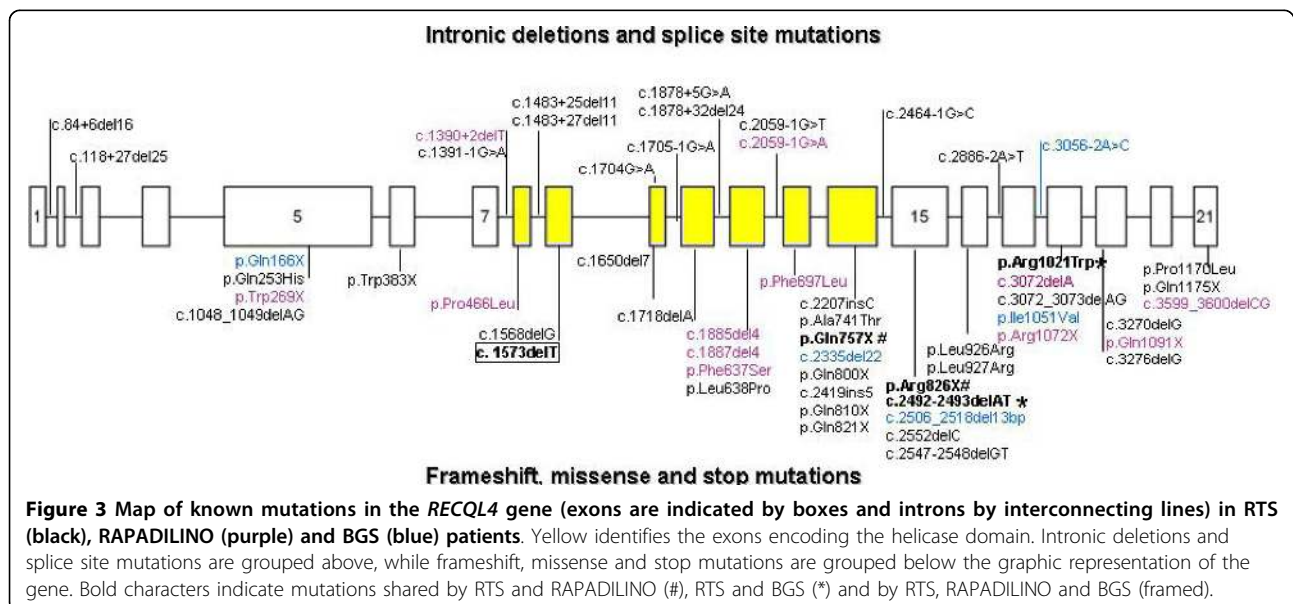 Intronic deletions and splice site mutations
c.84+6del16
c.118+27del25
c.1390+2delT
c.1391-1G>A
c.1483+25del11
c.1483+27del11
c.1704G>A
c.1705-1G>A
c.1878+5G>A
c.1878+32del24
c.2059-1G>T
c.2059-1G>A
c.2464-1G>C
c.2886-2A>T
c.3056-2A>C
1
5
7
15
21
p.Gln166X
p.Gln253His
p.Trp269X
c.1048_1049delAG
p.Trp383X
p.Pro466Leu
c.1568delG
c. 1573delT
c.1650del7
c.1718delA
c.1885del4
c.1887del4
p.Phe637Ser
p.Leu638Pro
p.Phe697Leu
c.2207insC
p.Ala741Thr
p.Gln757X #
c.2335del22
p.Gln800X
c.2419ins5
p.Gln810X
p.Gln821X
p.Arg826X#
c.2492-2493delAT *
c.2506_2518del13bp
c.2552delC
c.2547-2548delGT
p.Leu926Arg
p.Leu927Arg
p.Arg1021Trp*
c.3072delA
c.3072_3073delAG
p.Ile1051Val
p.Arg1072X
c.3270delG
p.Gln1091X
c.3276delG
p.Pro1170Leu
p.Gln1175X
c.3599_3600delCG
Frameshift, missense and stop mutations
Figure 3 Map of known mutations in the RECQL4 gene (exons are indicated by boxes and introns by interconnecting lines) in RTS
(black), RAPADILINO (purple) and BGS (blue) patients. Yellow identifies the exons encoding the helicase domain. Intronic deletions and
splice site mutations are grouped above, while frameshift, missense and stop mutations are grouped below the graphic representation of the
gene. Bold characters indicate mutations shared by RTS and RAPADILINO (#), RTS and BGS (*) and by RTS, RAPADILINO and BGS (framed).